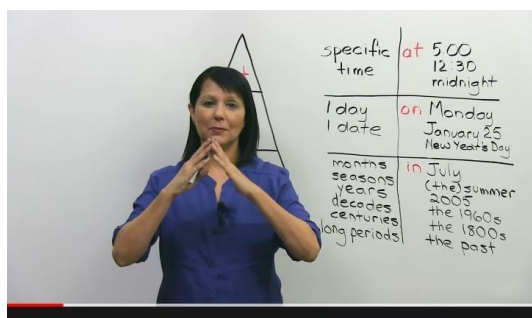 specific at 5:00
time 12:30
midnight
1 day on Monday
1 date January 25
New Year's Day
months in July
seasons (the) summer
years 2005
decades the 1960s
centuries the 1800s
long periods the past